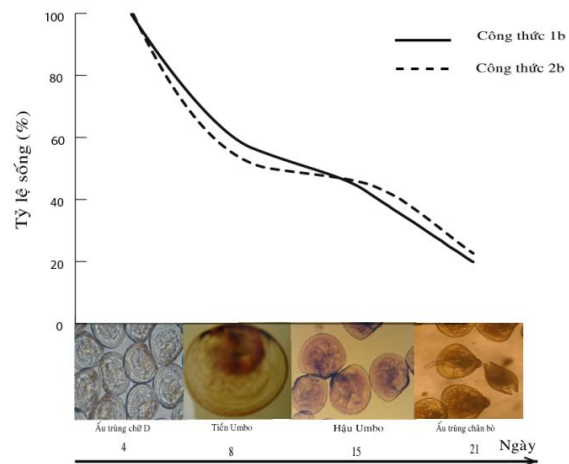 Tỷ lệ sống (%)
100
80
60
40
20
0
Công thức 1b
Công thức 2b
Ấu trùng chữ D
Tiền Umbo
Hậu Umbo
Ấu trùng chân bò
4
8
15
21
Ngày